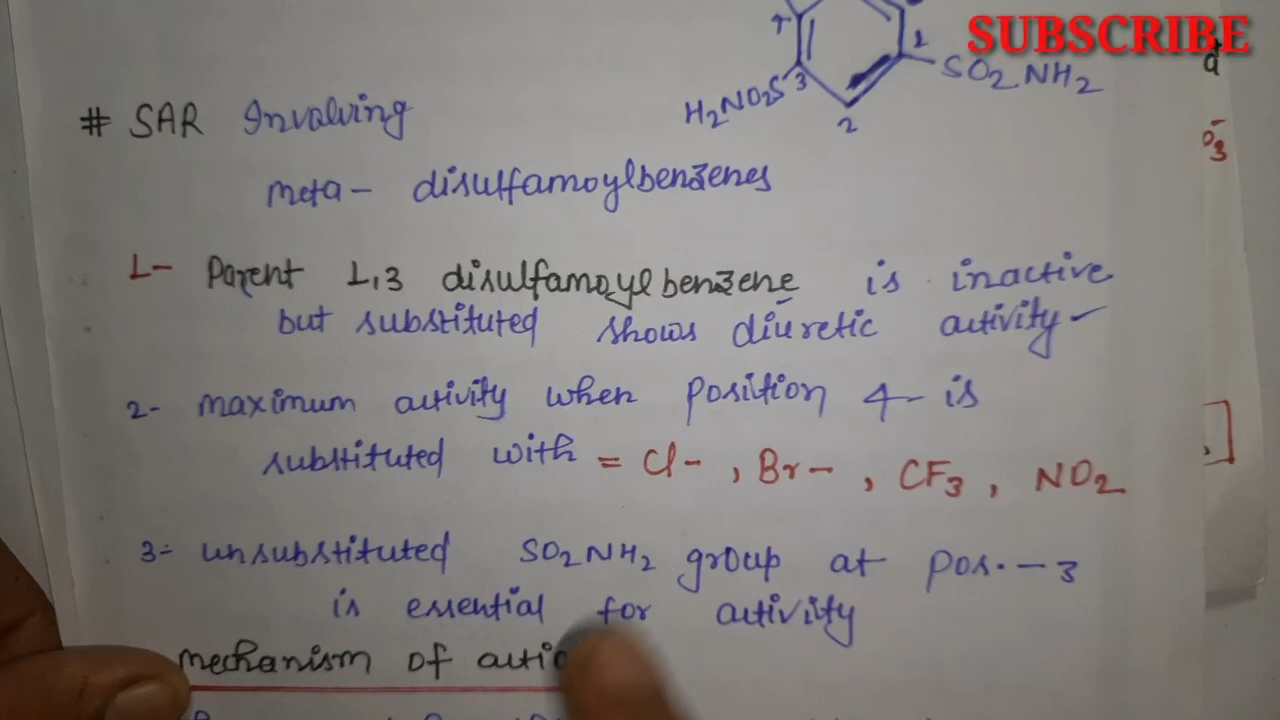 SUBSCRIBE
1
SO2NH2
H2NO2S
3
2
# SAR Involving
meta - disulfamoylbenzenes
1- Parent 1,3 disulfamoylbenzene is inactive
but substituted shows diuretic activity -
2- maximum activity when position 4 is
substituted with = Cl-, Br-, CF3, NO2
3- unsubstituted SO2NH2 group at pos. - 3
is essential for activity
mechanism of